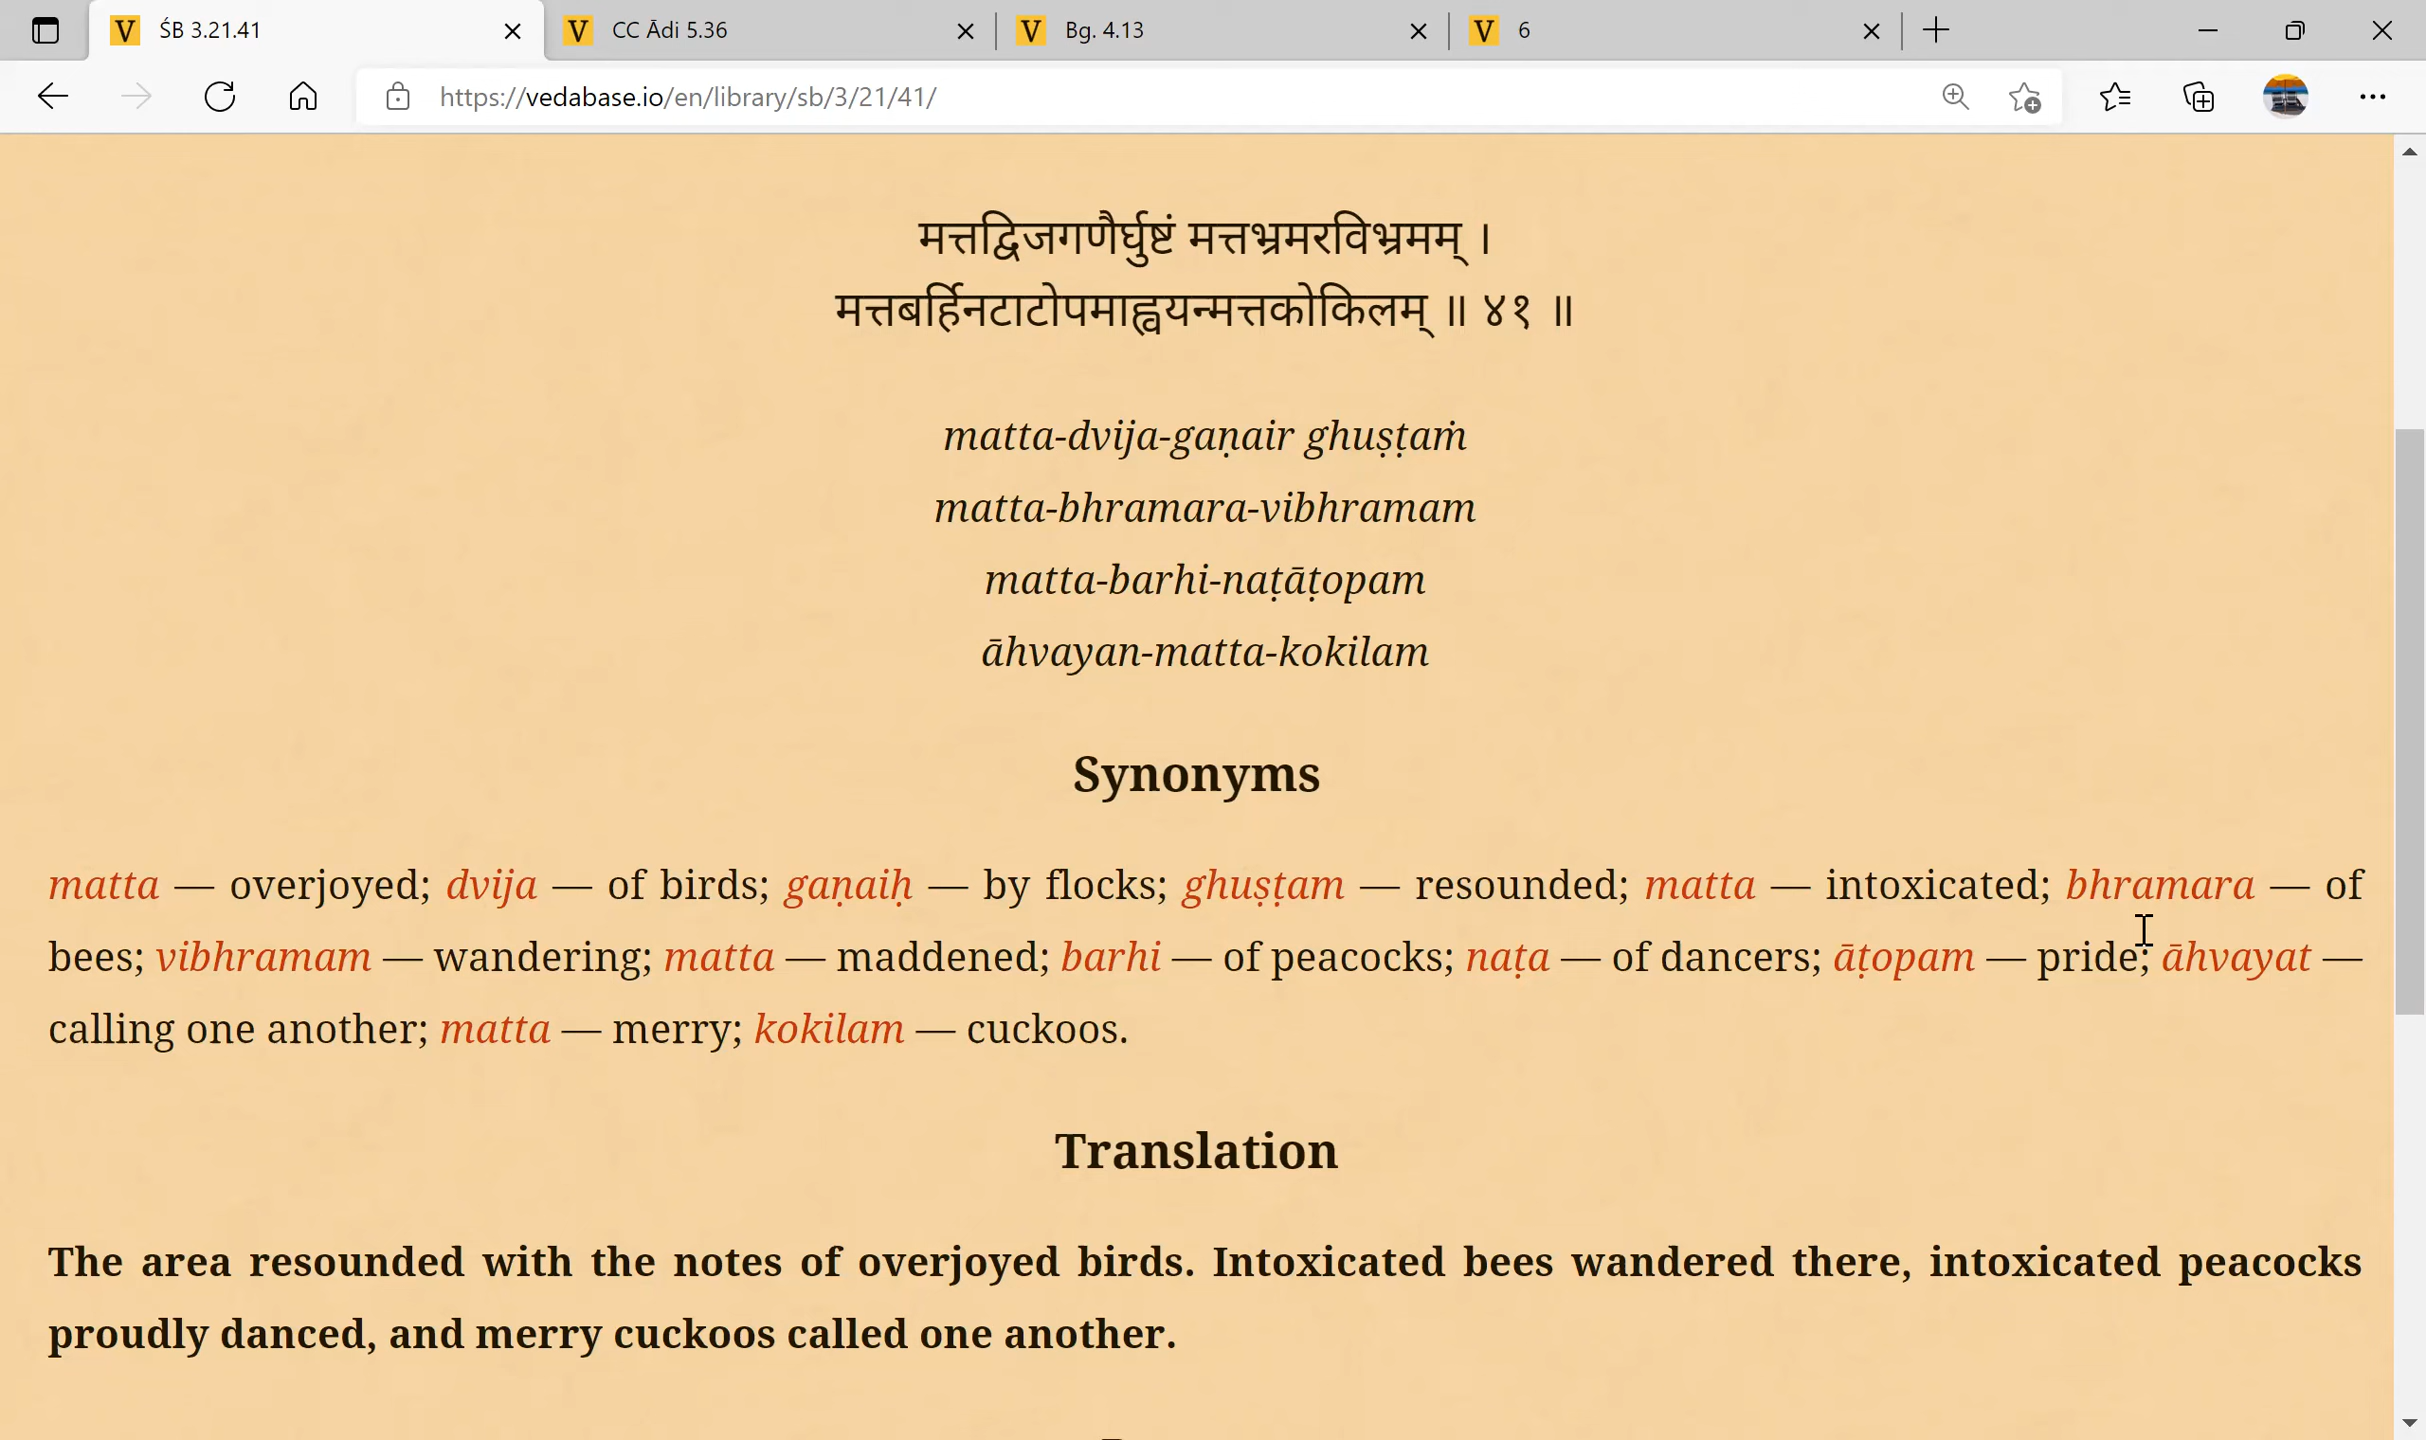 ŚB 3.21.41
CC Ādi 5.36
Bg. 4.13
6
https://vedabase.io/en/library/sb/3/21/41/
मत्तद्विजगणैर्घुष्टं मत्तभ्रमरविभ्रमम् ।
मत्तबर्हिनटाटोपमाह्वयन्मत्तकोकिलम् ॥ ४१ ॥
matta-dvija-gaṇair ghuṣṭaṁ
matta-bhramara-vibhramam
matta-barhi-naṭāṭopam
āhvayan-matta-kokilam
Synonyms
matta — overjoyed; dvija — of birds; gaṇaiḥ — by flocks; ghuṣṭam — resounded; matta — intoxicated; bhramara — of
bees; vibhramam — wandering; matta — maddened; barhi — of peacocks; naṭa — of dancers; āṭopam — pride; āhvayat —
calling one another; matta — merry; kokilam — cuckoos.
Translation
The area resounded with the notes of overjoyed birds. Intoxicated bees wandered there, intoxicated peacocks
proudly danced, and merry cuckoos called one another.